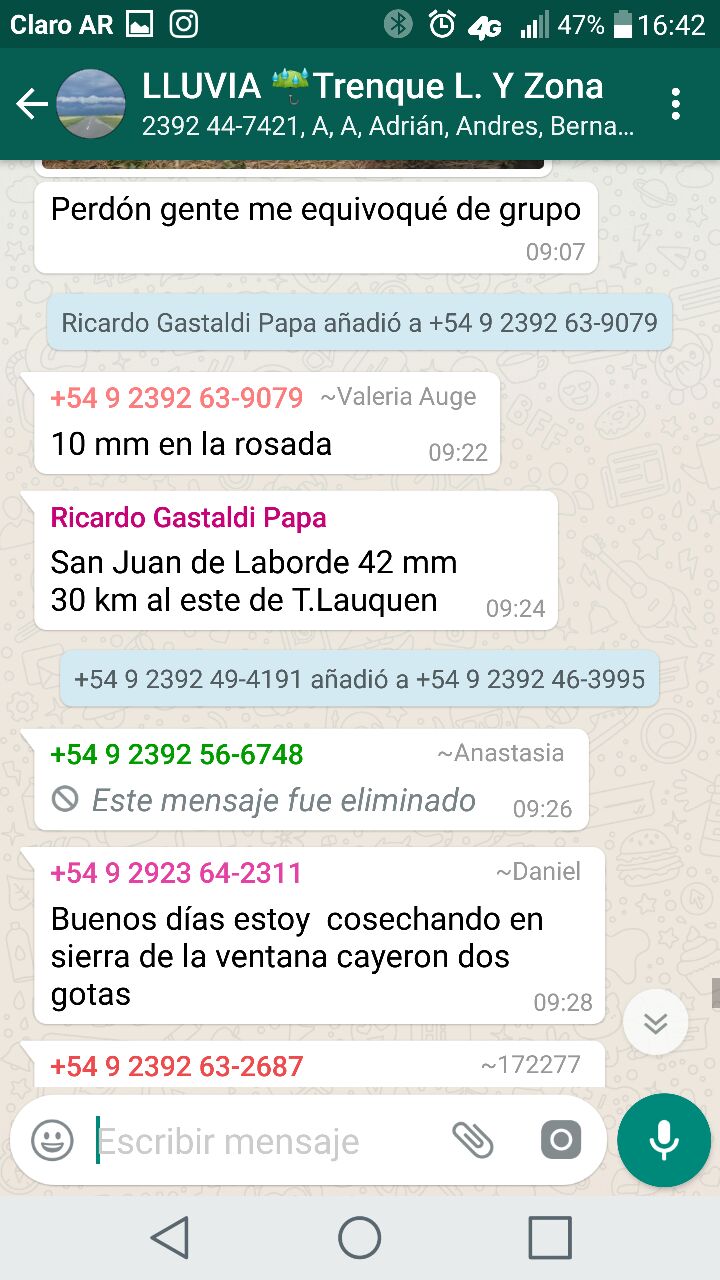 Claro AR 4G 47% 16:42
LLUVIA ☔Trenque L. Y Zona
2392 44-7421, A, A, Adrián, Andres, Berna...
Perdón gente me equivoqué de grupo
09:07
Ricardo Gastaldi Papa añadió a +54 9 2392 63-9079
+54 9 2392 63-9079 ~Valeria Auge
10 mm en la rosada 09:22
Ricardo Gastaldi Papa
San Juan de Laborde 42 mm
30 km al este de T.Lauquen 09:24
+54 9 2392 49-4191 añadió a +54 9 2392 46-3995
+54 9 2392 56-6748 ~Anastasia
Este mensaje fue eliminado 09:26
+54 9 2923 64-2311 ~Daniel
Buenos días estoy  cosechando en
sierra de la ventana cayeron dos
gotas
09:28
+54 9 2392 63-2687 ~172277
Escribir mensaje